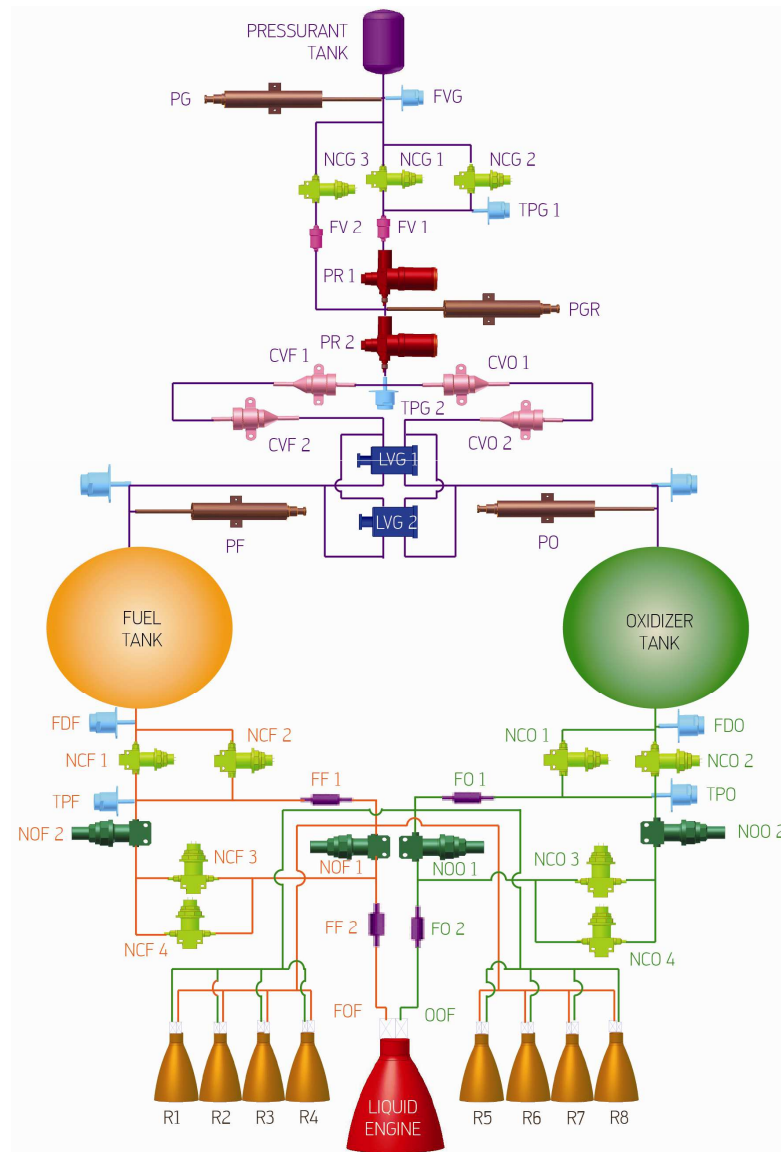 PRESSURANT
TANK
PG
FVG
NCG 3
NCG 1
NCG 2
TPG 1
FV 2
FV 1
PR 1
PGR
PR 2
CVF 1
CVO 1
TPG 2
CVF 2
CVO 2
LVG 1
LVG 2
PF
PO
FUEL
TANK
OXIDIZER
TANK
FDF
FDO
NCF 2
NCO 1
NCF 1
NCO 2
FF 1
FO 1
TPF
TPO
NOF 2
NOO 2
NCF 3
NOF 1
NOO 1
NCO 3
NCF 4
FF 2
FO 2
NCO 4
FOF
OOF
R1
R2
R3
R4
LIQUID
ENGINE
R5
R6
R7
R8